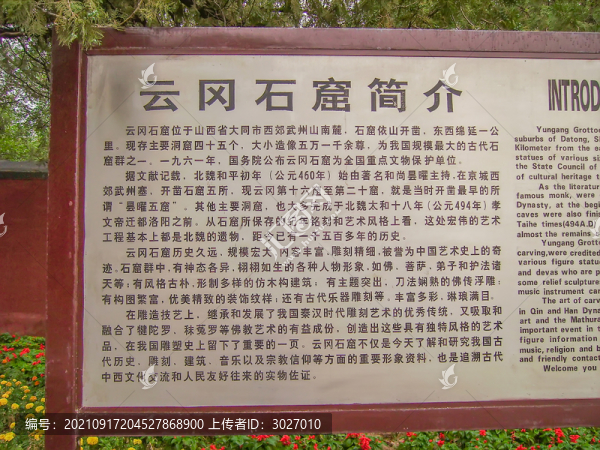 云冈石窟简介
云冈石窟位于山西省大同市西郊武州山南麓，石窟依山开凿，东西绵延一公
里。现存主要洞窟四十五个，大小造像五万一千余尊，为我国规模最大的古代石
窟群之一，一九六一年，国务院公布云冈石窟为全国重点文物保护单位。
据文献记载，北魏和平初年（公元460年）始由著名和尚昙曜主持，在京城西
郊武州塞，开凿石窟五所，现云冈第十六窟至第二十窟，就是当时开凿最早的所
谓“昙曜五窟”。其他主要洞窟，也大多完成于北魏太和十八年（公元494年）孝
文帝迁都洛阳之前。从石窟所保存的铭刻和艺术风格上看，这处宏伟的艺术
工程基本上都是北魏的遗物，距今已有一千五百多年的历史。
云冈石窟历史久远，规模宏大，内容丰富，雕刻精细，被誉为中国艺术史上的奇
迹。石窟群中，有神态各异，栩栩如生的各种人物形象，如佛、菩萨、弟子和护法诸
天等；有风格古朴，形制多样的仿木构建筑；有主题突出，刀法娴熟的佛传浮雕；
有构图繁富，优美精致的装饰纹样；还有古代乐器雕刻等，丰富多彩，琳琅满目。
在雕造技艺上，继承和发展了我国秦汉时代雕刻艺术的优秀传统，又吸取和
融合了犍陀罗、秣菟罗等佛教艺术的有益成份，创造出这些具有独特风格的艺术
品，在我国雕塑史上留下了重要的一页。云冈石窟不仅是今天了解和研究我国古
代历史、雕刻、建筑、音乐以及宗教信仰等方面的重要形象资料，也是追溯古代
中西文化交流和人民友好往来的实物佐证。
INTROD
Yungang Grotto
suburbs of Datong, S
Kilometer from the e
statues of various si
the State Council of
of cultural heritage
As the literatur
famous monk, were
Dynasty, at the begi
caves were also finis
Taihe times(494A.D
almost the remains
Yungang Grotto
carving,were credited
various figure statu
and devas who are p
some relief sculpture
music instrument car
The art of carv
in Qin and Han Dyna
art and the Mathura
important event in t
figure information
music, religion and b
and friendly contact
Welcome you
编号：20210917204527868900 上传者ID：3027010